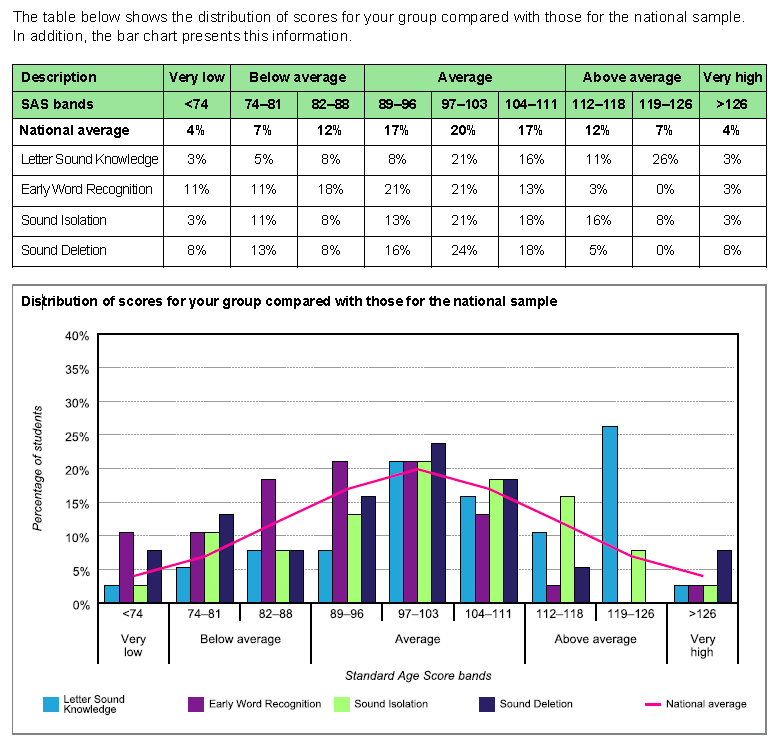 The table below shows the distribution of scores for your group compared with those for the national sample.
In addition, the bar chart presents this information.
Description Very low Below average Average Above average Very high
SAS bands <74 74–81 82–88 89–96 97–103 104–111 112–118 119–126 >126
National average 4% 7% 12% 17% 20% 17% 12% 7% 4%
Letter Sound Knowledge 3% 5% 8% 8% 21% 16% 11% 26% 3%
Early Word Recognition 11% 11% 18% 21% 21% 13% 3% 0% 3%
Sound Isolation 3% 11% 8% 13% 21% 18% 16% 8% 3%
Sound Deletion 8% 13% 8% 16% 24% 18% 5% 0% 8%
Distribution of scores for your group compared with those for the national sample
Percentage of students
40%
35%
30%
25%
20%
15%
10%
5%
0%
<74 74–81 82–88 89–96 97–103 104–111 112–118 119–126 >126
Very low Below average Average Above average Very high
Standard Age Score bands
Letter Sound Knowledge Early Word Recognition Sound Isolation Sound Deletion National average